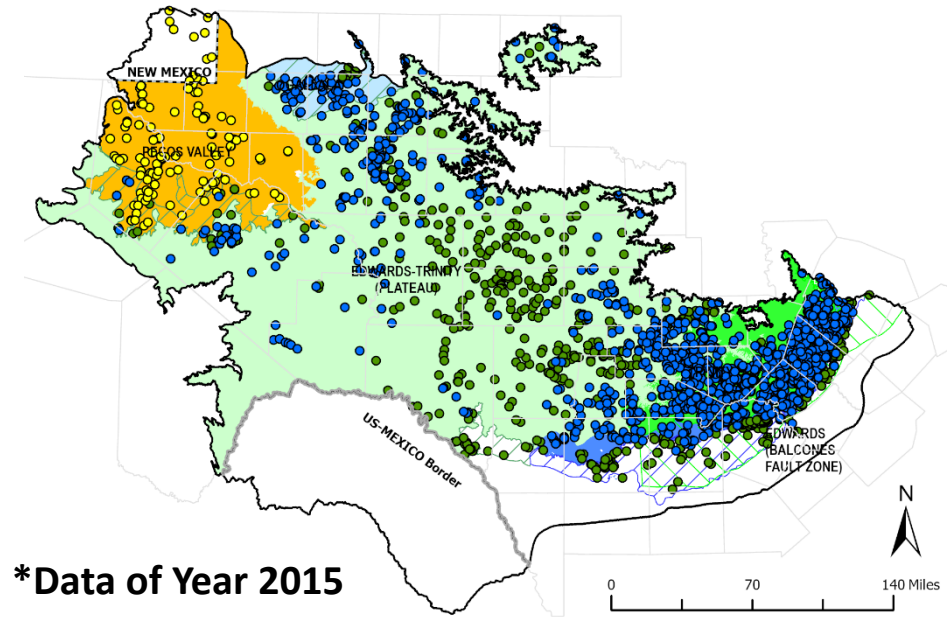 NEW MEXICO
PECOS VALLEY
EDWARDS-TRINITY
(PLATEAU)
US-MEXICO Border
EDWARDS
(BALCONES
FAULT ZONE)
N
*Data of Year 2015
0 70 140 Miles